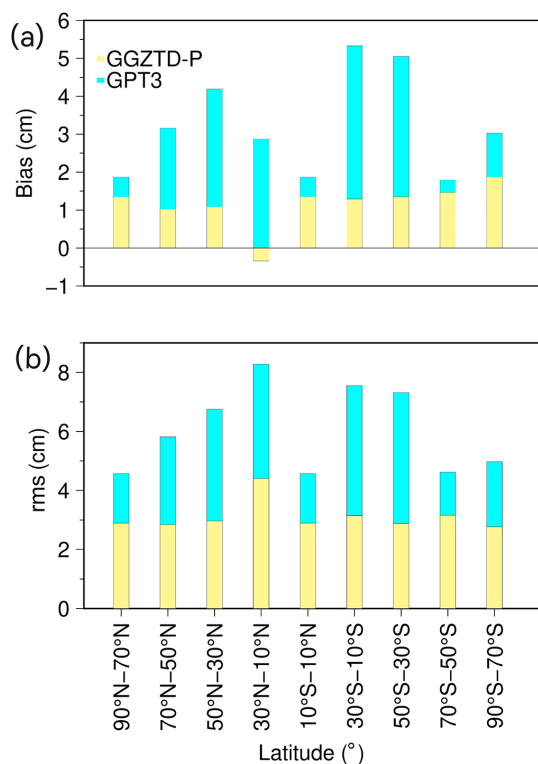 (a)
Bias (cm)
6
5
4
3
2
1
0
−1
GGZTD-P
GPT3
(b)
rms (cm)
8
6
4
2
0
90°N−70°N
70°N−50°N
50°N−30°N
30°N−10°N
10°S−10°N
30°S−10°S
50°S−30°S
70°S−50°S
90°S−70°S
Latitude (°)